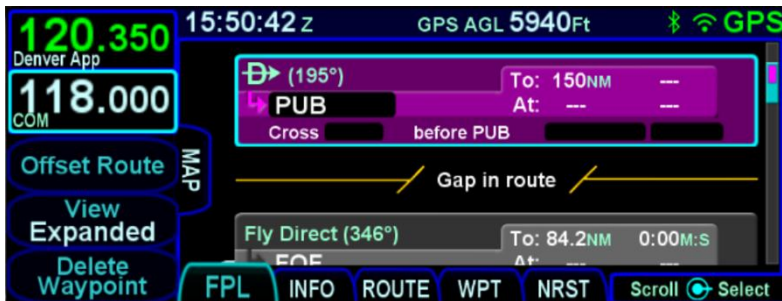 120.350
Denver App
118.000
COM
15:50:42 Z
GPS AGL 5940Ft
GPS
Offset Route
View
Expanded
Delete
Waypoint
MAP
(195°)
To: 150NM ---
PUB
At: --- ---
Cross before PUB
Gap in route
Fly Direct (346°)
To: 84.2NM 0:00M:S
At:
FPL INFO ROUTE WPT NRST Scroll Select